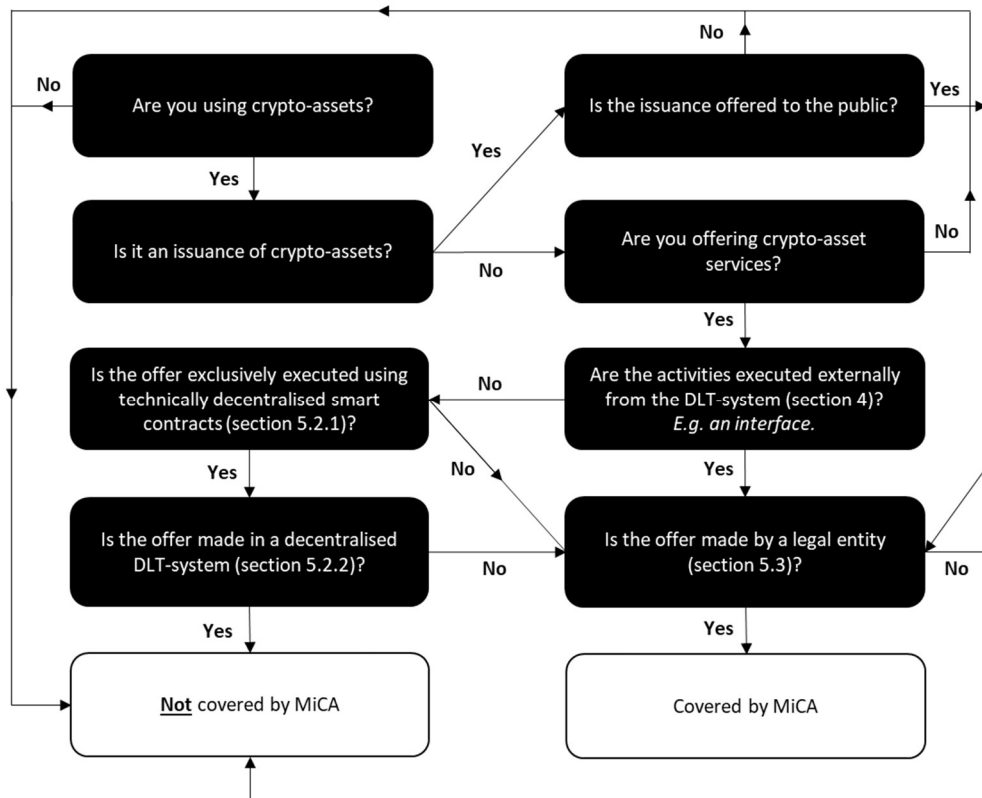 No
No
Are you using crypto-assets?
Is the issuance offered to the public?
Yes
Yes
Yes
Is it an issuance of crypto-assets?
No
Are you offering crypto-asset
services?
No
Yes
Is the offer exclusively executed using
technically decentralised smart
contracts (section 5.2.1)?
No
Are the activities executed externally
from the DLT-system (section 4)?
E.g. an interface.
Yes
No
Yes
Is the offer made in a decentralised
DLT-system (section 5.2.2)?
No
Is the offer made by a legal entity
(section 5.3)?
No
Yes
Yes
Not covered by MiCA
Covered by MiCA